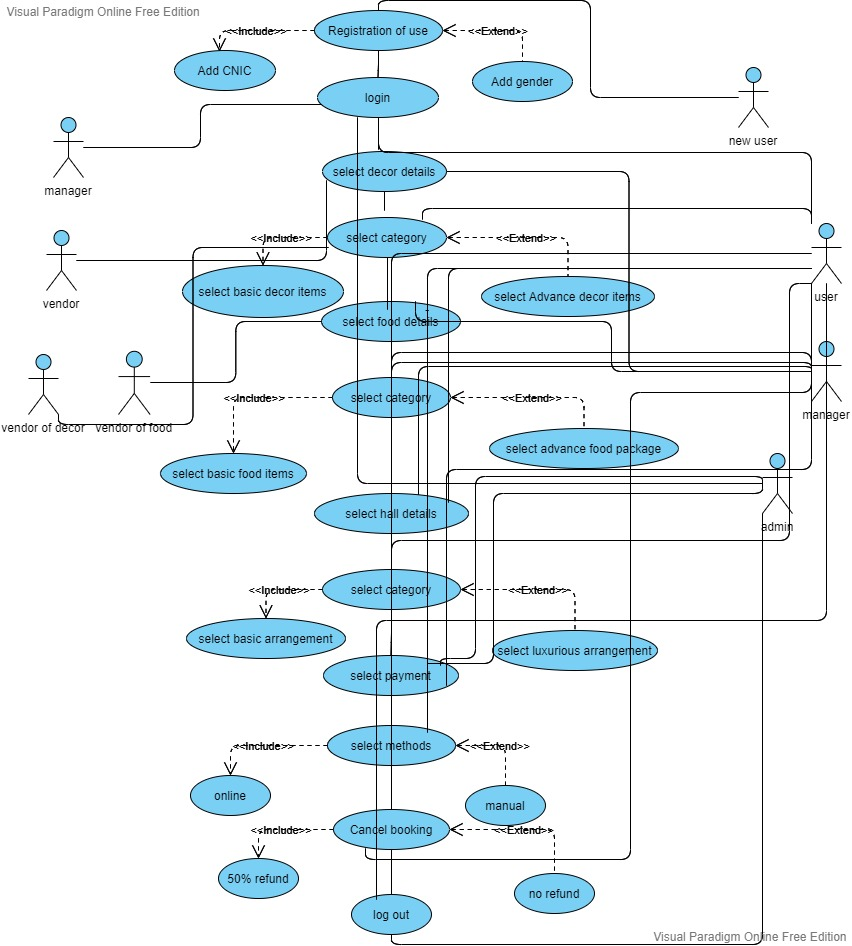 Visual Paradigm Online Free Edition
<<Include>>
Registration of use
<<Extend>>
Add CNIC
Add gender
login
new user
manager
select decor details
<<Include>>
select category
<<Extend>>
vendor
select basic decor items
select Advance decor items
user
select food details
<<Include>>
select category
<<Extend>>
manager
vendor of decor
vendor of food
select advance food package
select basic food items
select hall details
admin
<<Include>>
select category
<<Extend>>
select basic arrangement
select luxurious arrangement
select payment
<<Include>>
select methods
<<Extend>>
online
manual
<<Include>>
Cancel booking
<<Extend>>
50% refund
no refund
log out
Visual Paradigm Online Free Edition